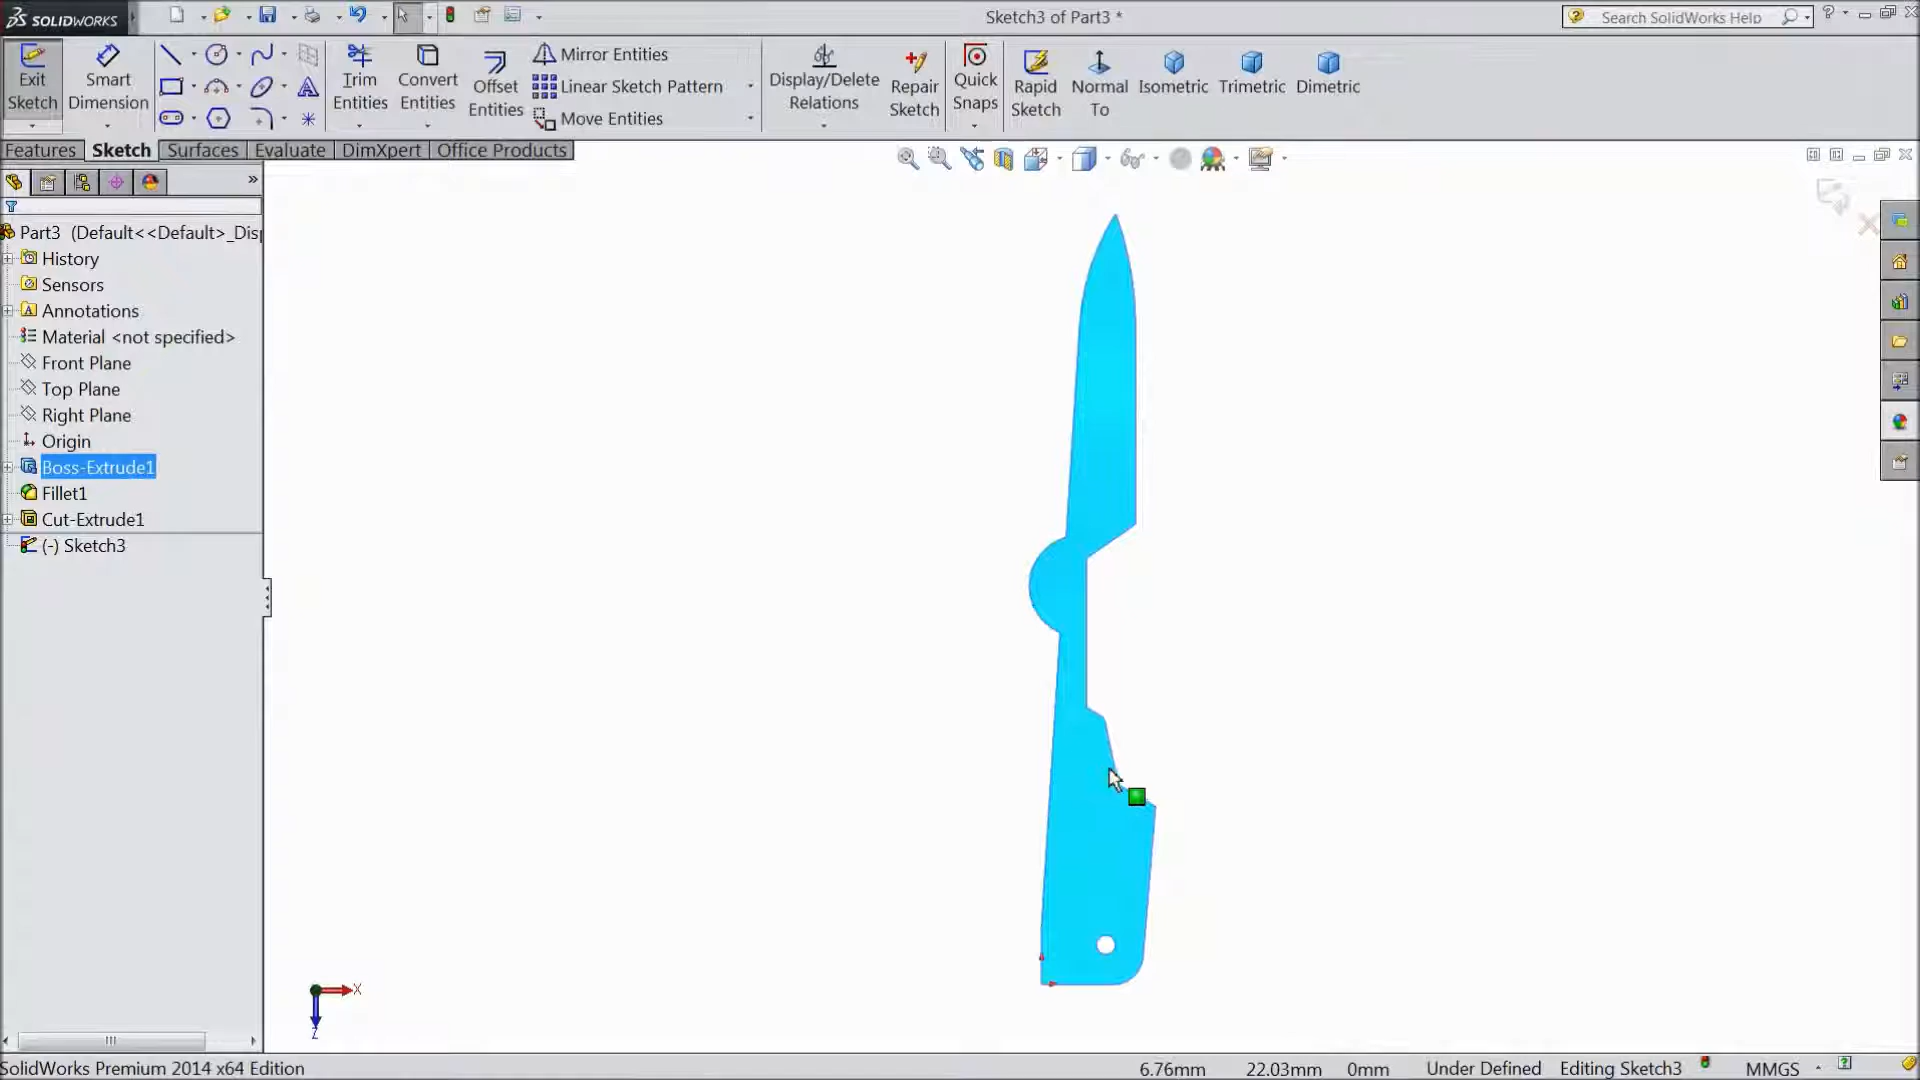 SOLIDWORKS
Sketch3 of Part3 *
Search SolidWorks Help
Exit Sketch
Smart Dimension
Trim Entities
Convert Entities
Offset Entities
Mirror Entities
Linear Sketch Pattern
Move Entities
Display/Delete Relations
Repair Sketch
Quick Snaps
Rapid Sketch
Normal To
Isometric
Trimetric
Dimetric
Features Sketch Surfaces Evaluate DimXpert Office Products
Part3 (Default<<Default>_Disp
History
Sensors
Annotations
Material <not specified>
Front Plane
Top Plane
Right Plane
Origin
Boss-Extrude1
Fillet1
Cut-Extrude1
(-) Sketch3
X
Z
SolidWorks Premium 2014 x64 Edition
6.76mm 22.03mm 0mm Under Defined Editing Sketch3 MMGS